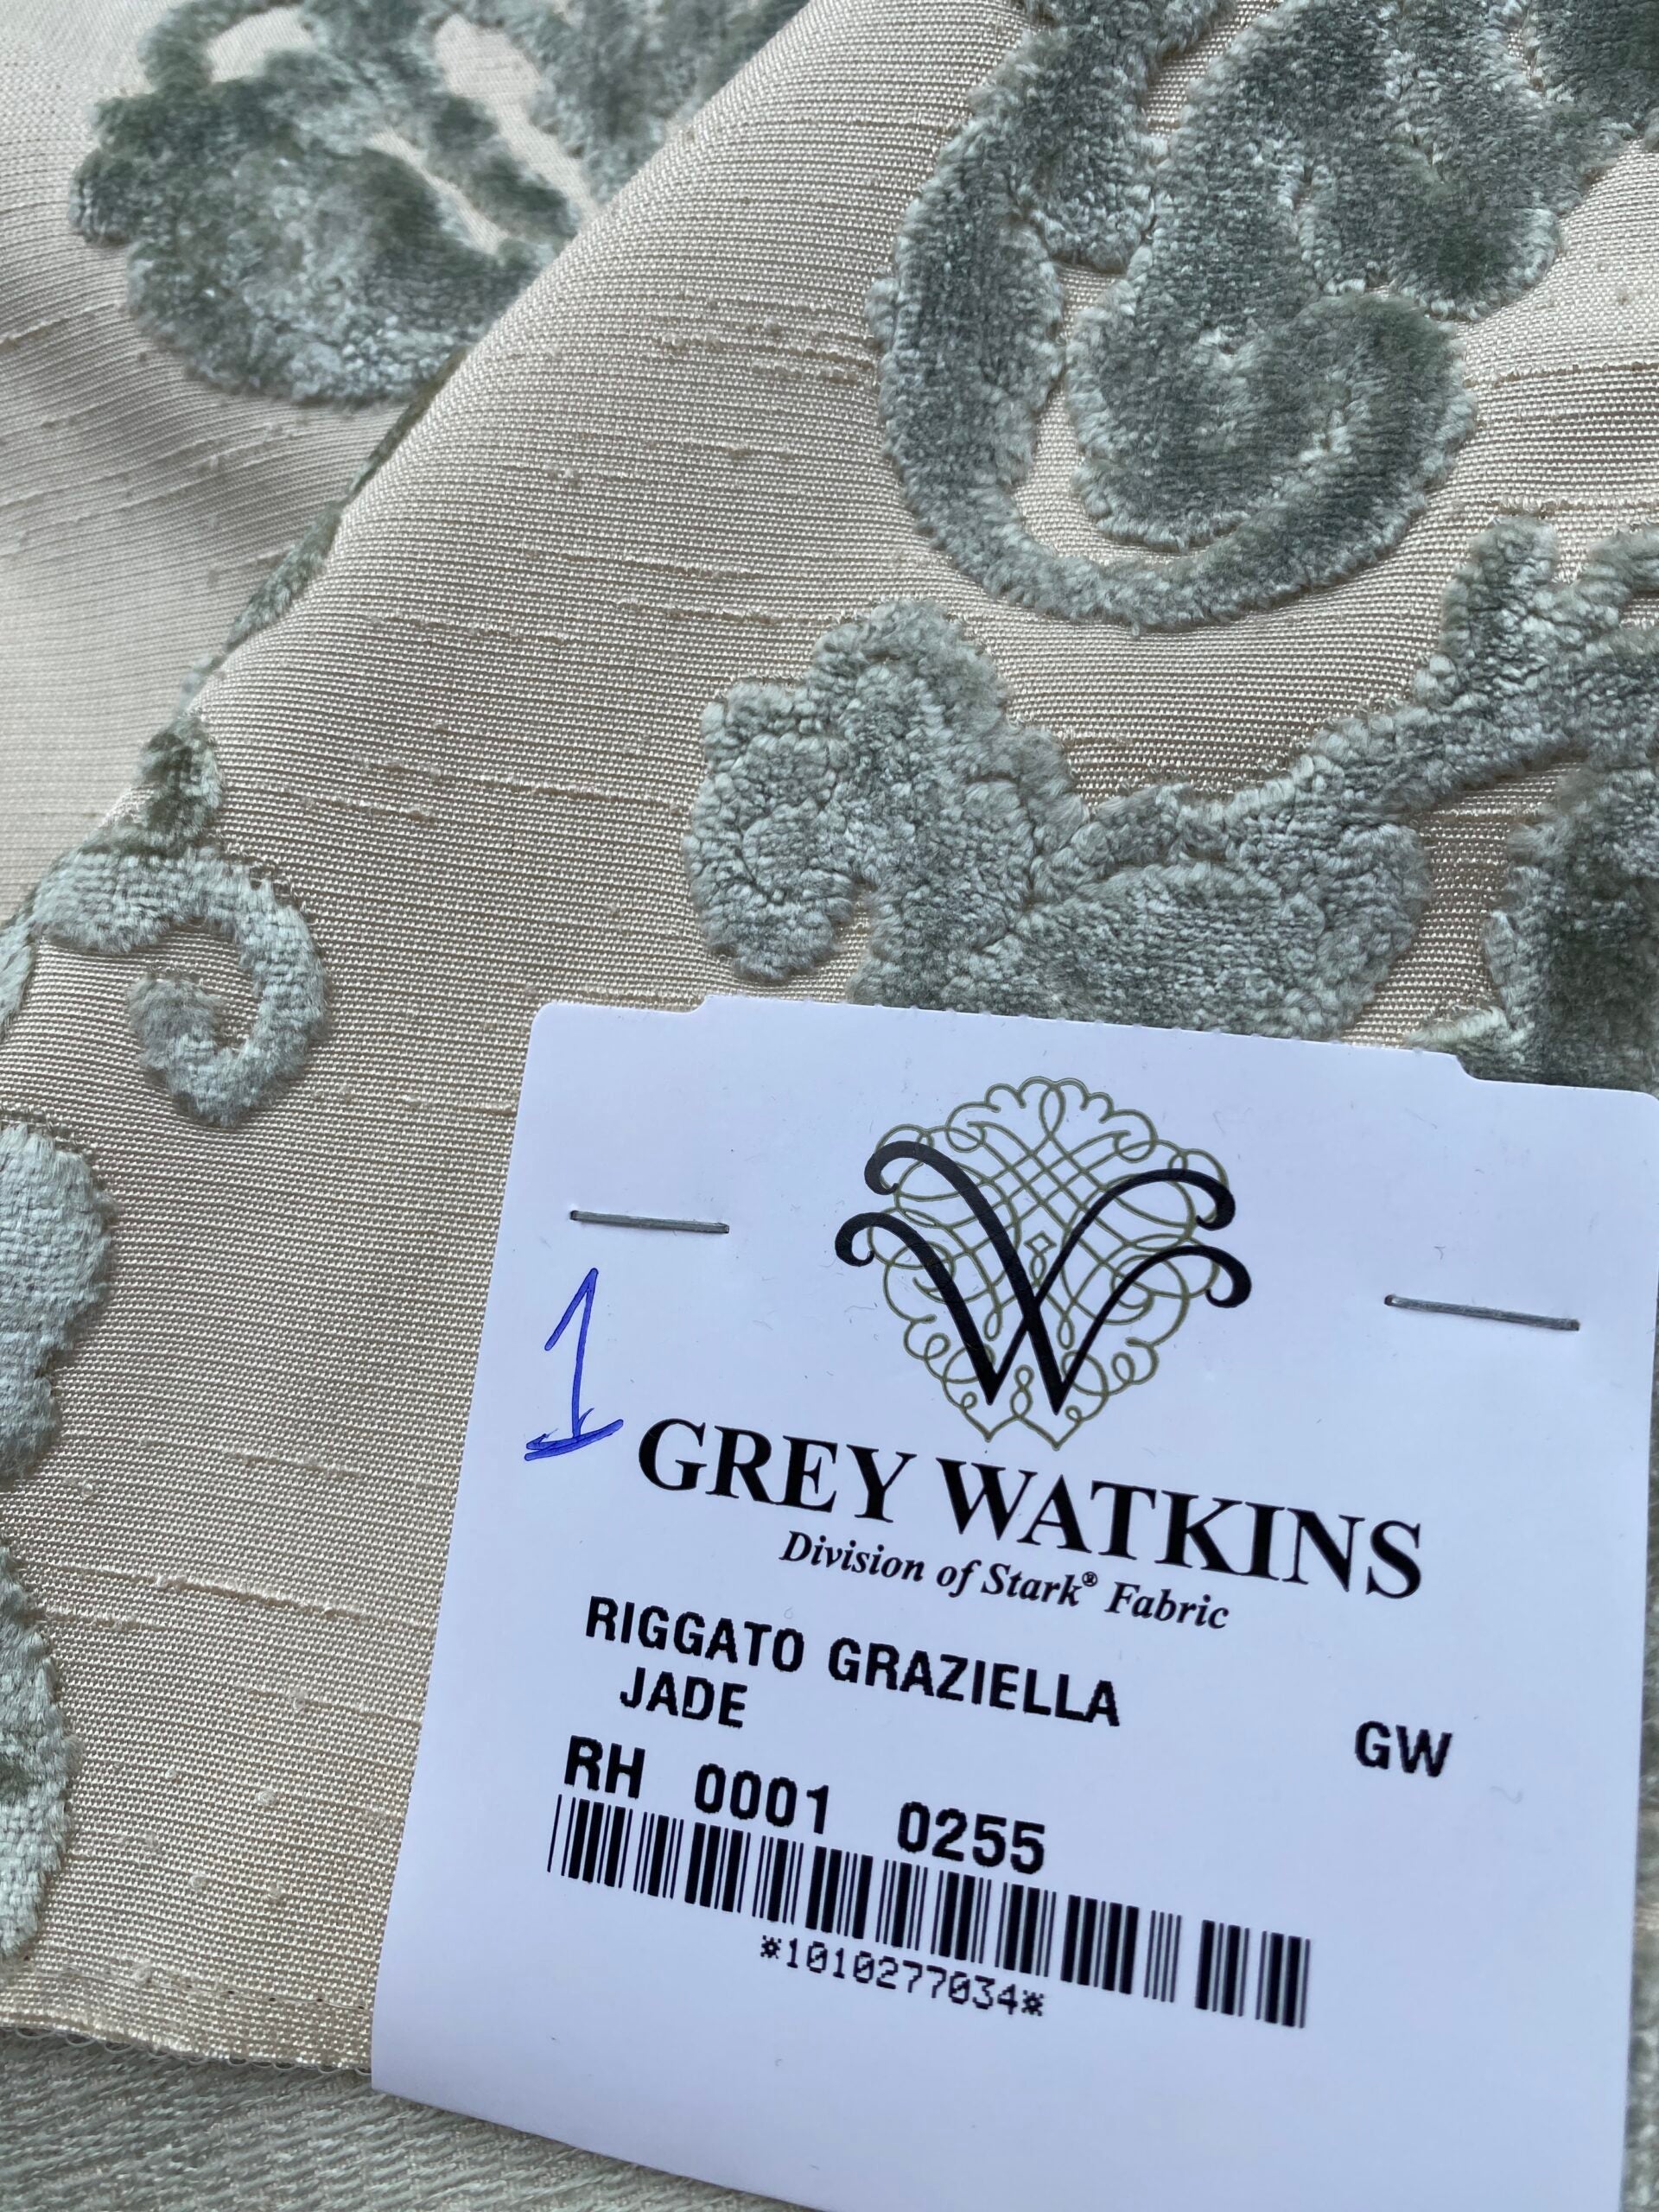 1
W
GREY WATKINS
Division of Stark® Fabric
RIGGATO GRAZIELLA
JADE GW
RH 0001 0255
*1010277034*